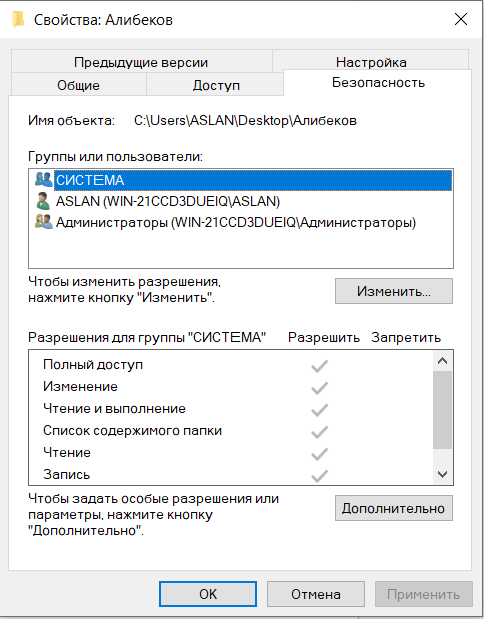 Свойства: Алибеков
Предыдущие версии
Настройка
Общие
Доступ
Безопасность
Имя объекта: C:\Users\ASLAN\Desktop\Алибеков
Группы или пользователи:
СИСТЕМА
ASLAN (WIN-21CCD3DUEIQ\ASLAN)
Администраторы (WIN-21CCD3DUEIQ\Администраторы)
Чтобы изменить разрешения,
нажмите кнопку "Изменить".
Изменить...
Разрешения для группы "СИСТЕМА" Разрешить Запретить
Полный доступ
Изменение
Чтение и выполнение
Список содержимого папки
Чтение
Запись
Чтобы задать особые разрешения или
параметры, нажмите кнопку
"Дополнительно".
Дополнительно
OK
Отмена
Применить